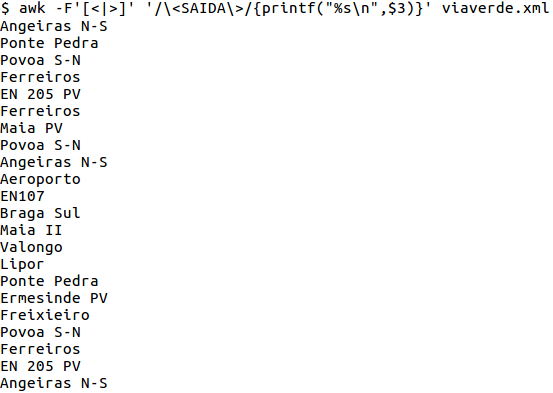 $ awk -F'[<|>]' '/\<SAIDA\>/{printf("%s\n",$3)}' viaverde.xml
Angeiras N-S
Ponte Pedra
Povoa S-N
Ferreiros
EN 205 PV
Ferreiros
Maia PV
Povoa S-N
Angeiras N-S
Aeroporto
EN107
Braga Sul
Maia II
Valongo
Lipor
Ponte Pedra
Ermesinde PV
Freixieiro
Povoa S-N
Ferreiros
EN 205 PV
Angeiras N-S